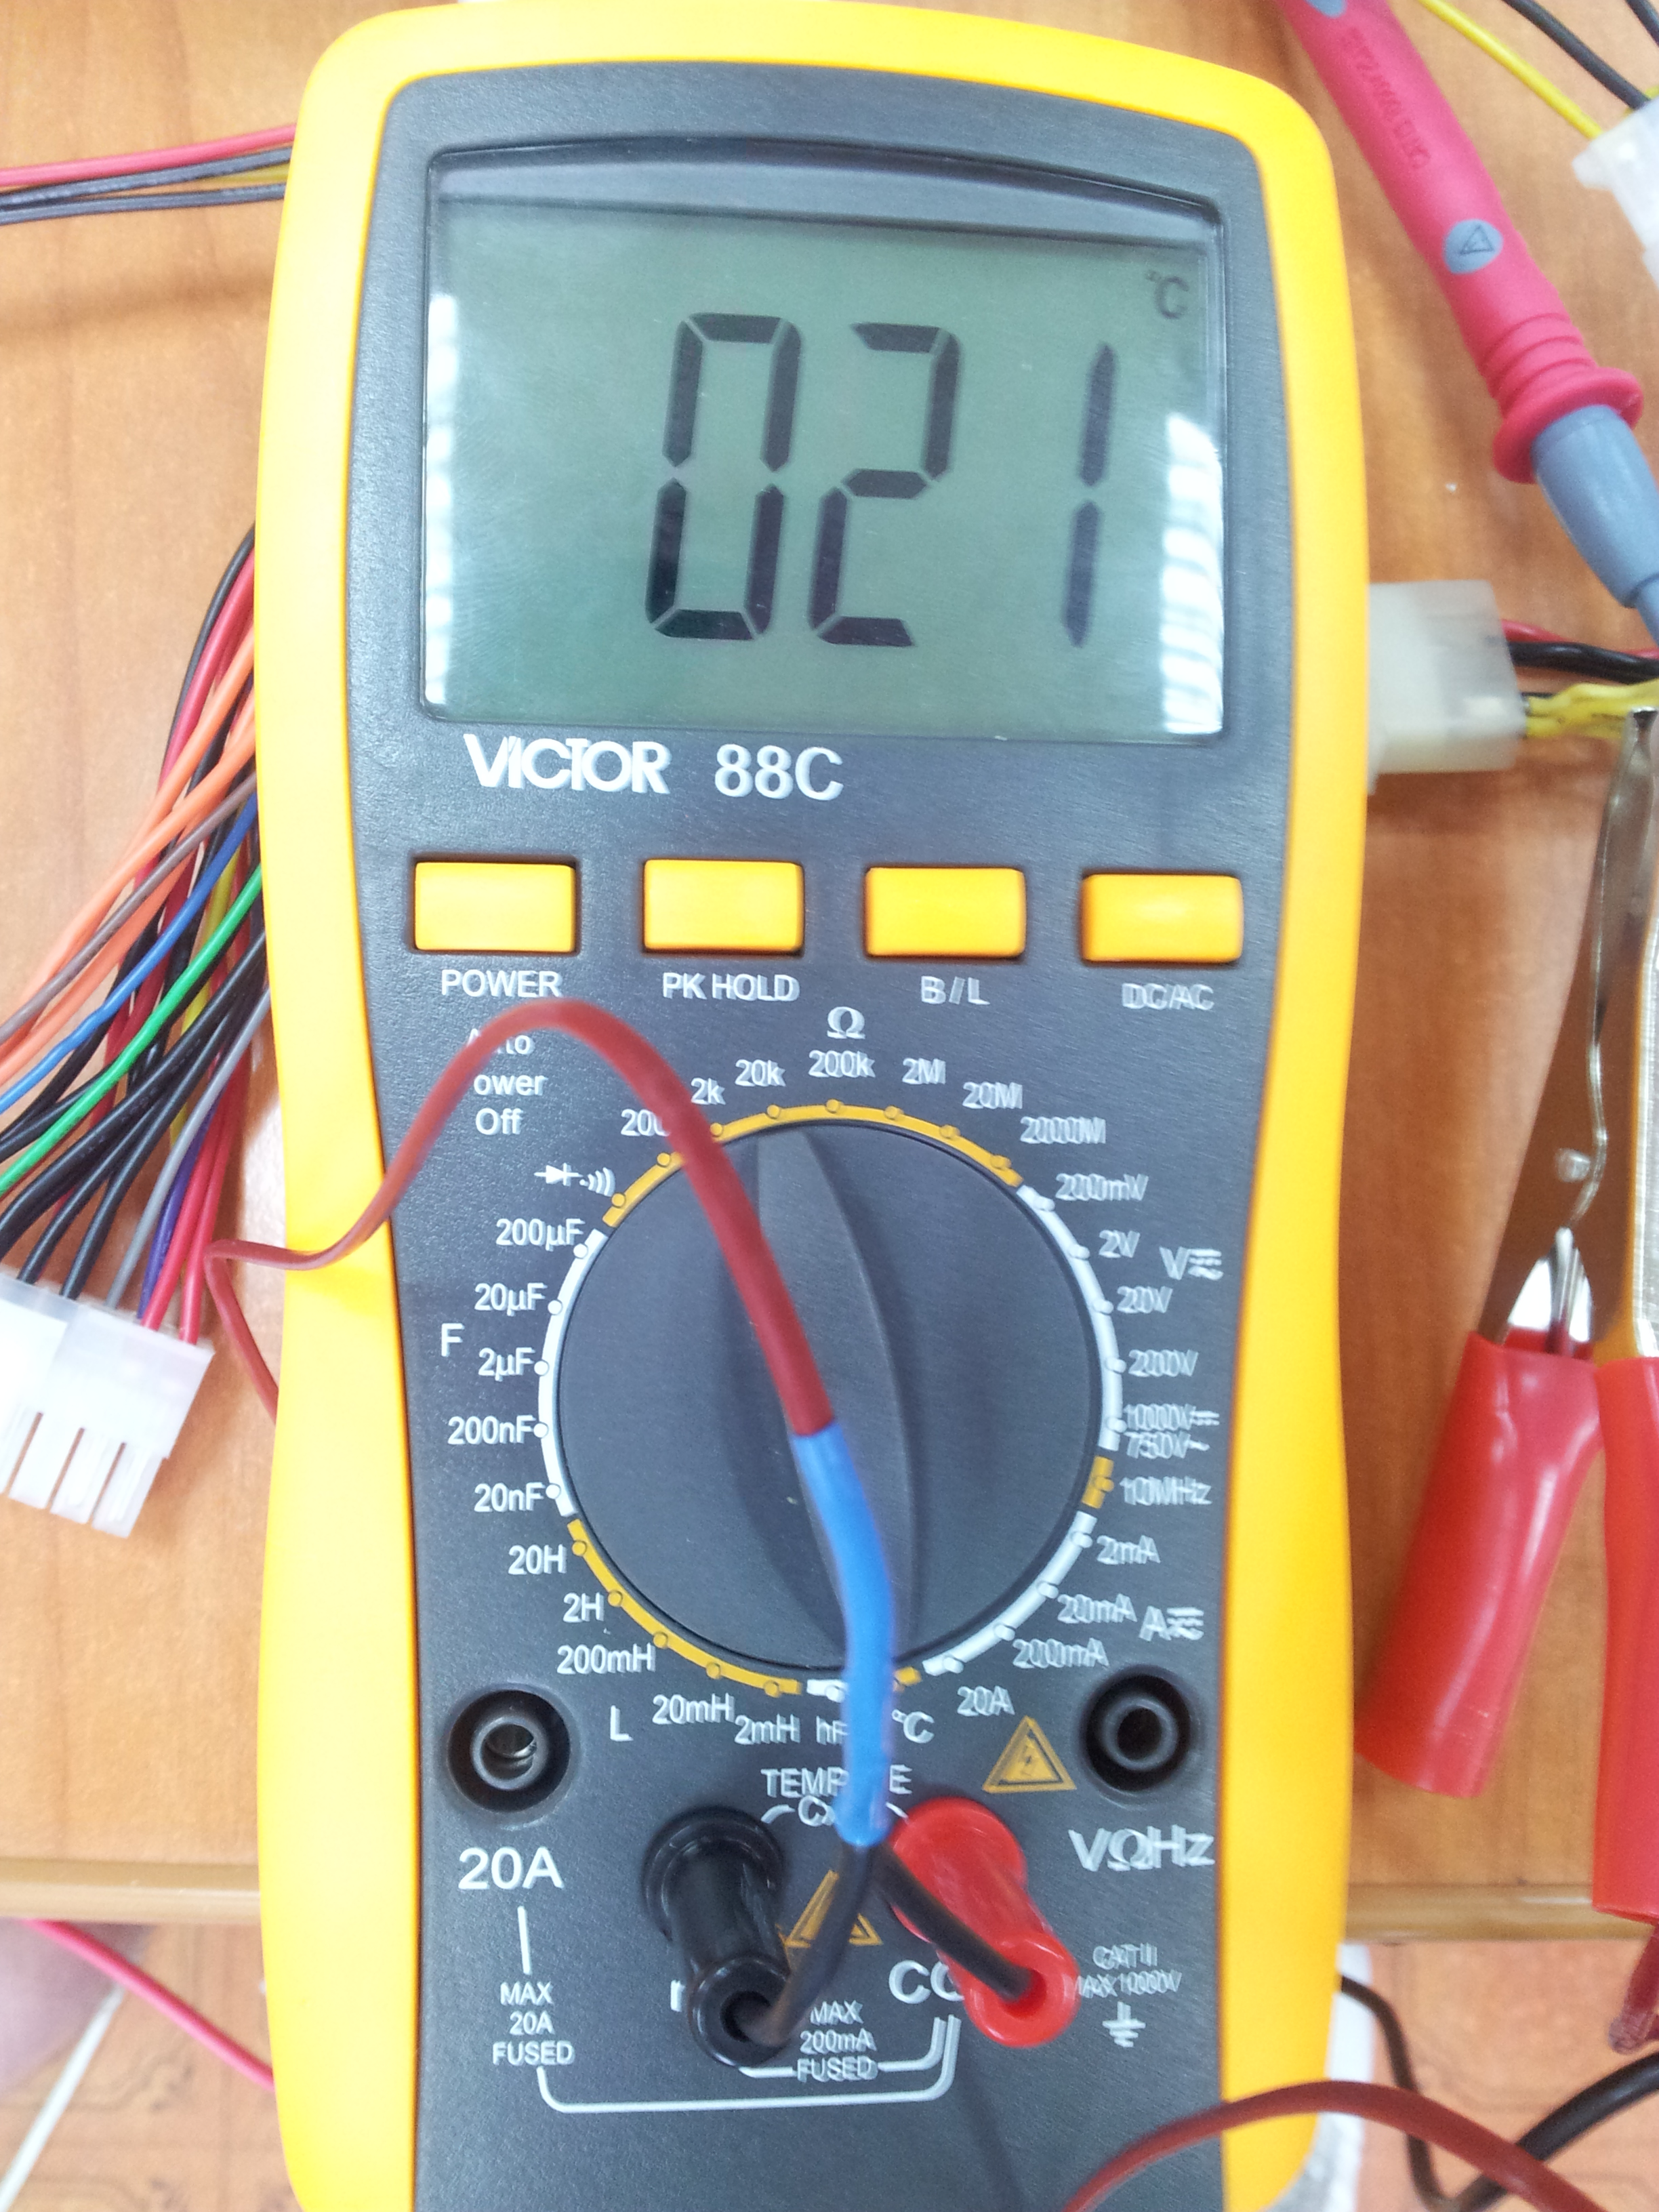 °C
021
VICTOR 88C
POWER PK HOLD B/L DC/AC
Off
Ω
2k 20k 200k 2M 20M 2000M
200mV
2V
V
20V
200V
1000V
750V~
10MHz
2mA
20mA
A
200mA
20A
200µF
20µF
F
2µF
200nF
20nF
20H
2H
200mH
L 20mH 2mH °C
20A
VΩHz
MAX
20A
FUSED
MAX
200mA
FUSED
MAX 1000V